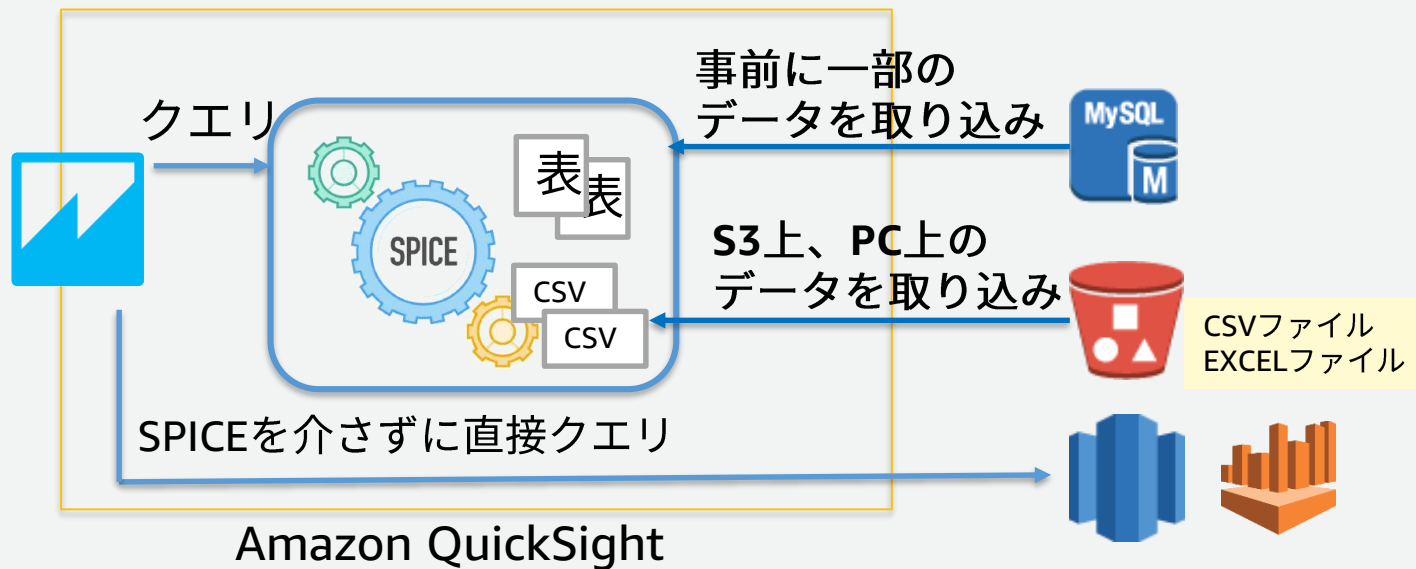 事前に一部の
データを取り込み
クエリ
MySQL
M
表
表
SPICE
S3上、PC上の
データを取り込み
CSV
CSV
CSVファイル
EXCELファイル
SPICEを介さずに直接クエリ
Amazon QuickSight